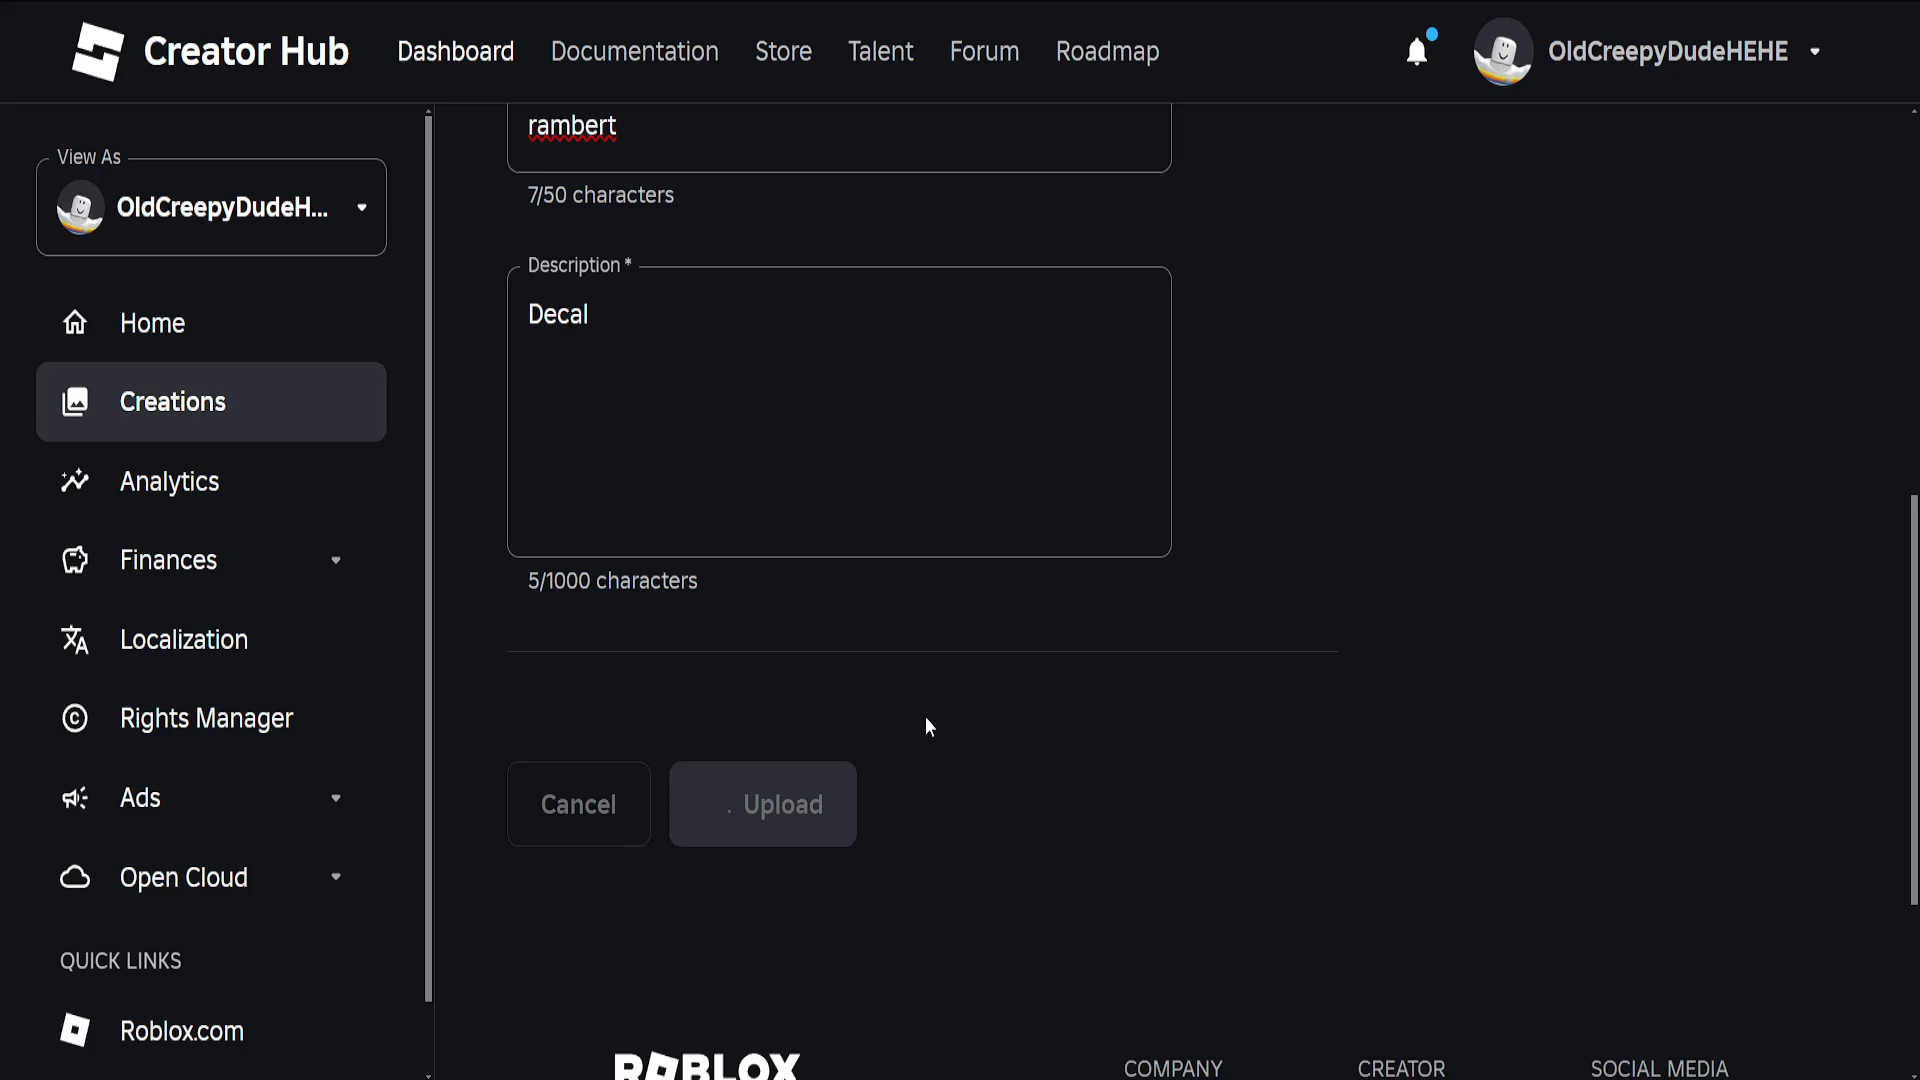 Creator Hub
Dashboard
Documentation
Store
Talent
Forum
Roadmap
OldCreepyDudeHEHE
View As
OldCreepyDudeH...
Home
Creations
Analytics
Finances
Localization
Rights Manager
Ads
Open Cloud
QUICK LINKS
Roblox.com
rambert
7/50 characters
Description *
Decal
5/1000 characters
Cancel
Upload
ROBLOX
COMPANY
CREATOR
SOCIAL MEDIA